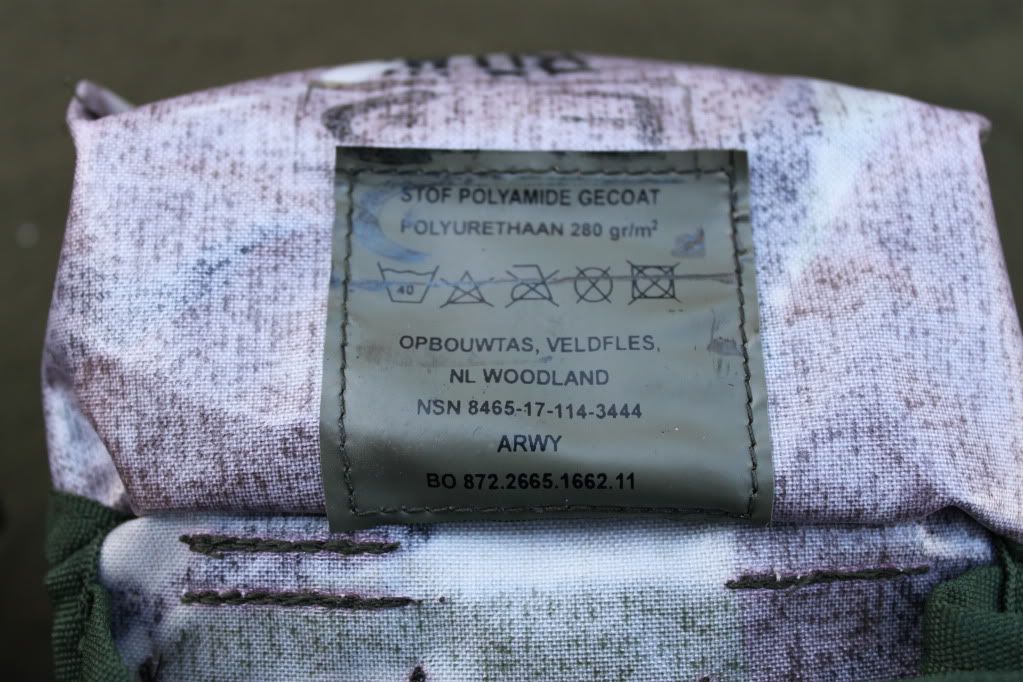 STOF POLYAMIDE GECOAT
POLYURETHAAN 280 gr/m²
40
OPBOUWTAS, VELDFLES,
NL WOODLAND
NSN 8465-17-114-3444
ARWY
BO 872.2665.1662.11